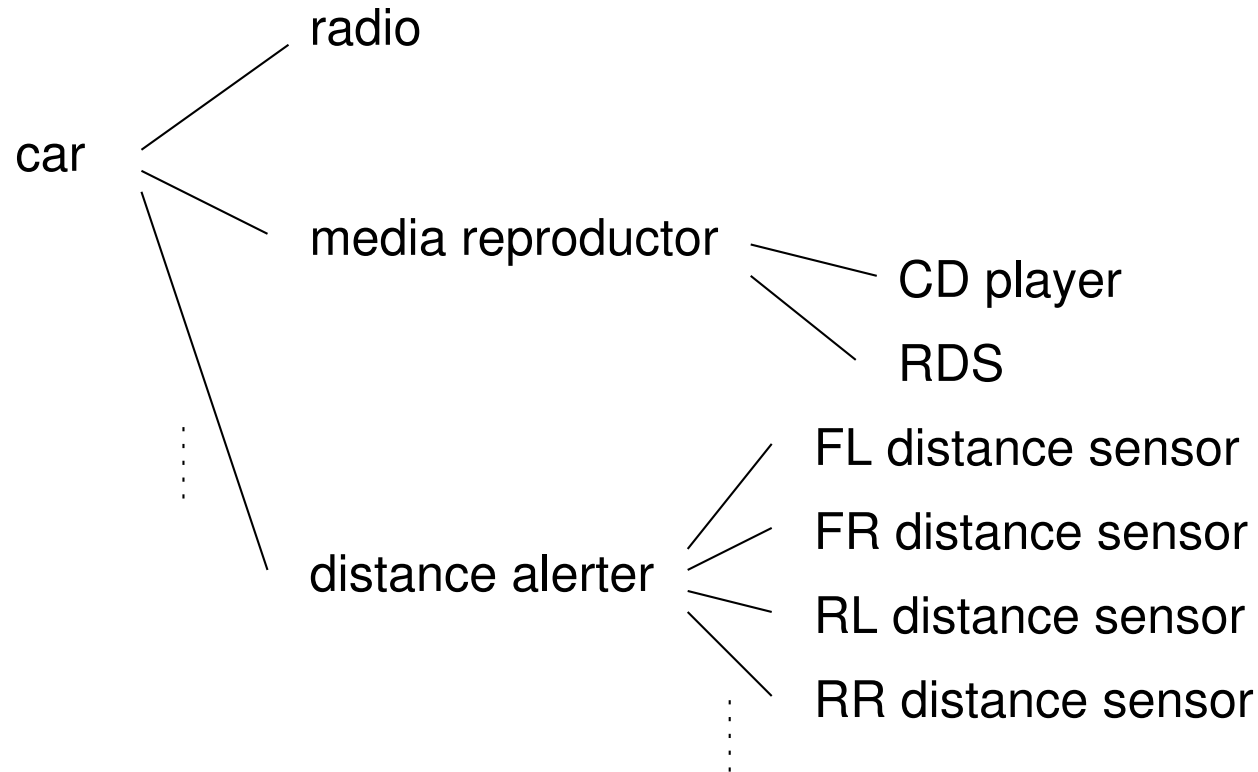 radio
car
media reproductor
CD player
RDS
FL distance sensor
FR distance sensor
distance alerter
RL distance sensor
RR distance sensor